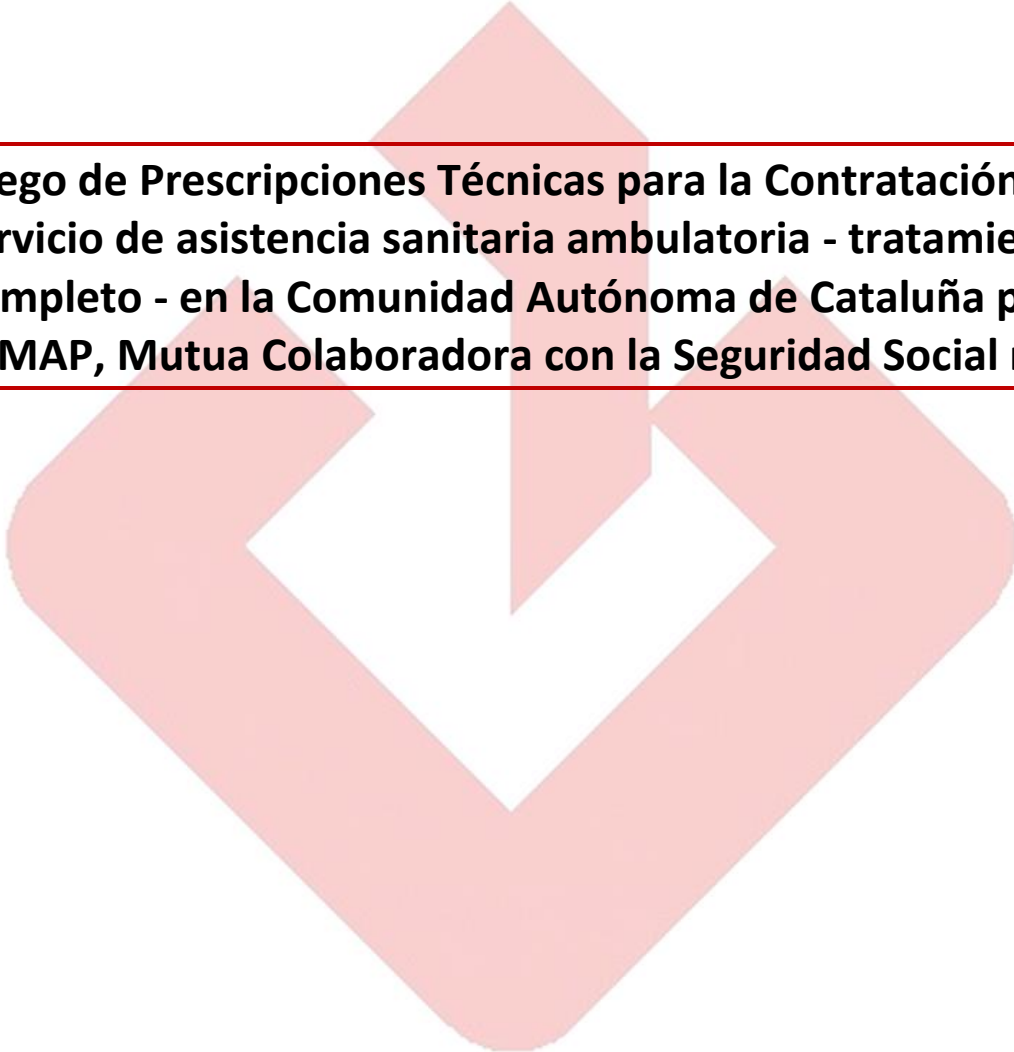 ego de Prescripciones Técnicas para la Contratación
rvicio de asistencia sanitaria ambulatoria - tratamie
mpleto - en la Comunidad Autónoma de Cataluña p
MAP, Mutua Colaboradora con la Seguridad Social